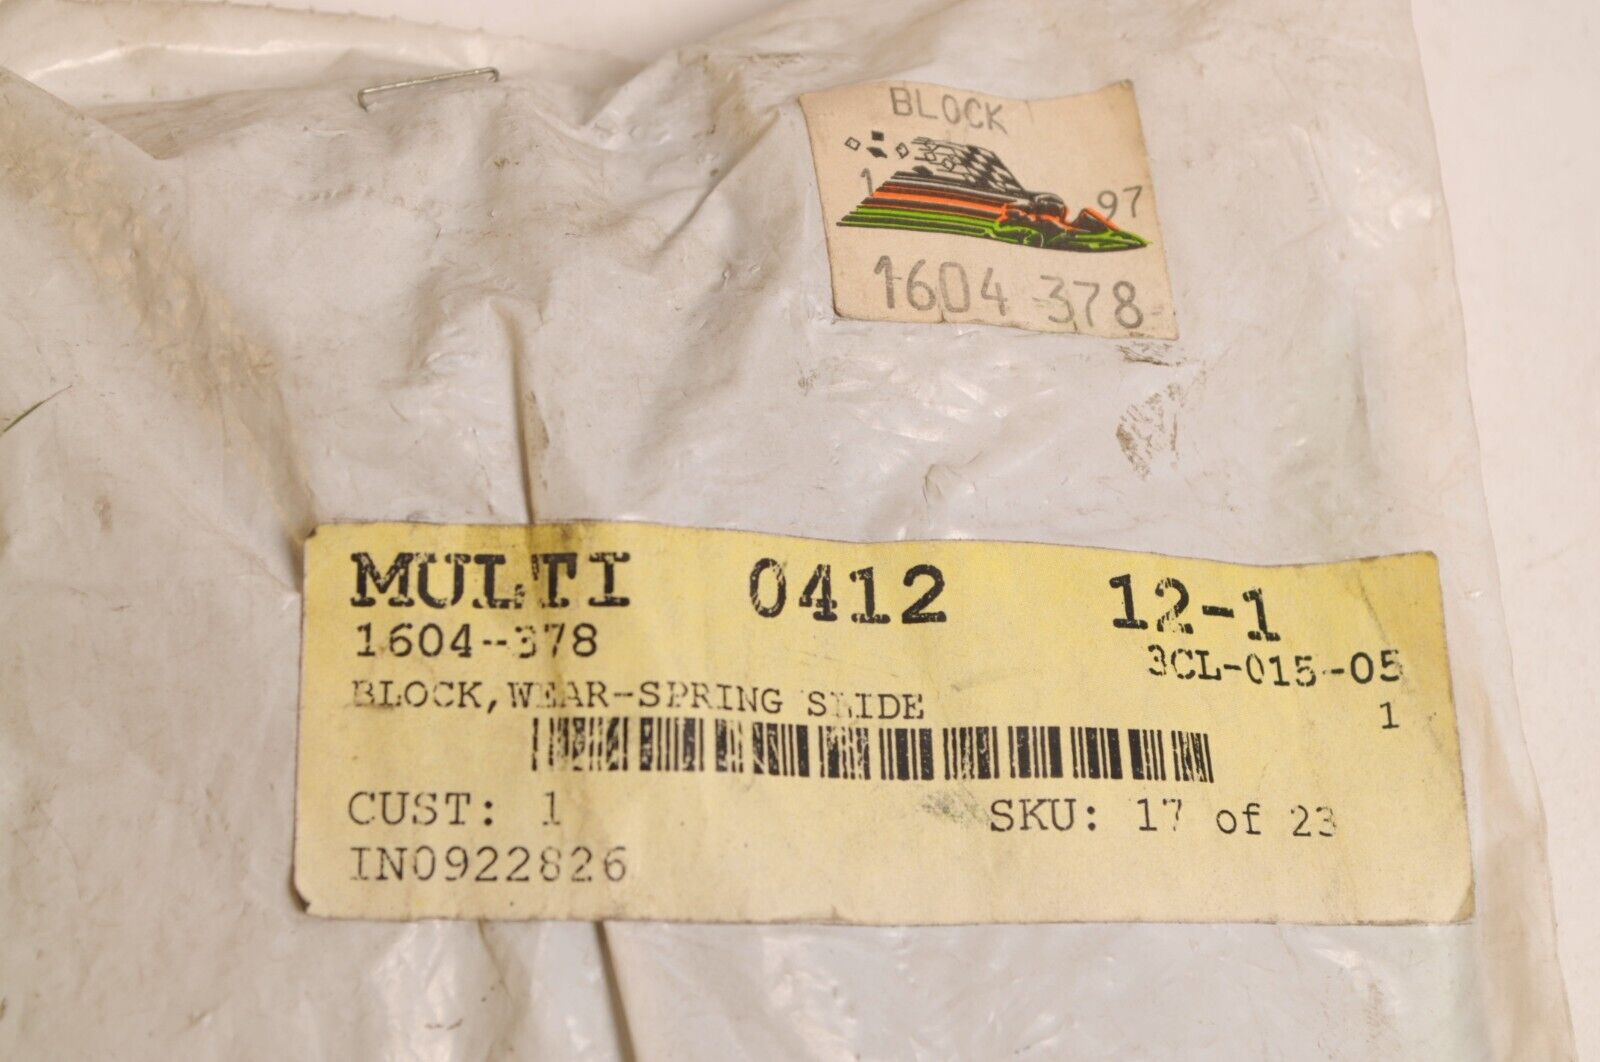 BLOCK
1 97
1604 378
MULTI 0412 12-1
1604-378 3CL-015-05
BLOCK,WEAR-SPRING SLIDE 1
CUST: 1 SKU: 17 of 23
IN0922826